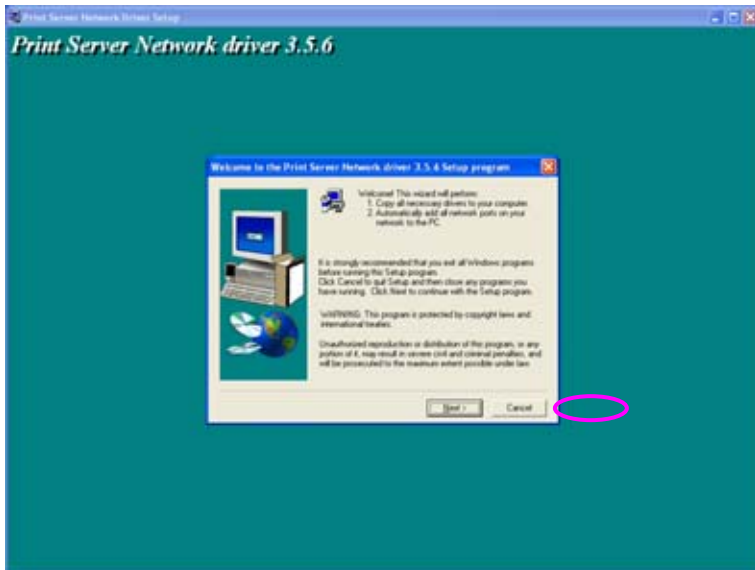 Print Server Network Driver Setup
Print Server Network driver 3.5.6
Welcome to the Print Server Network driver 3.5.6 Setup program
Welcome! This wizard will perform:
1. Copy all necessary drivers to your computer
2. Automatically add all network ports on your
network to the PC.
It is strongly recommended that you exit all Windows programs
before running this Setup program.
Click Cancel to quit Setup and then close any programs you
have running. Click Next to continue with the Setup program.
WARNING: This program is protected by copyright laws and
international treaties.
Unauthorized reproduction or distribution of this program, or any
portion of it, may result in severe civil and criminal penalties, and
will be prosecuted to the maximum extent possible under law.
Next >
Cancel